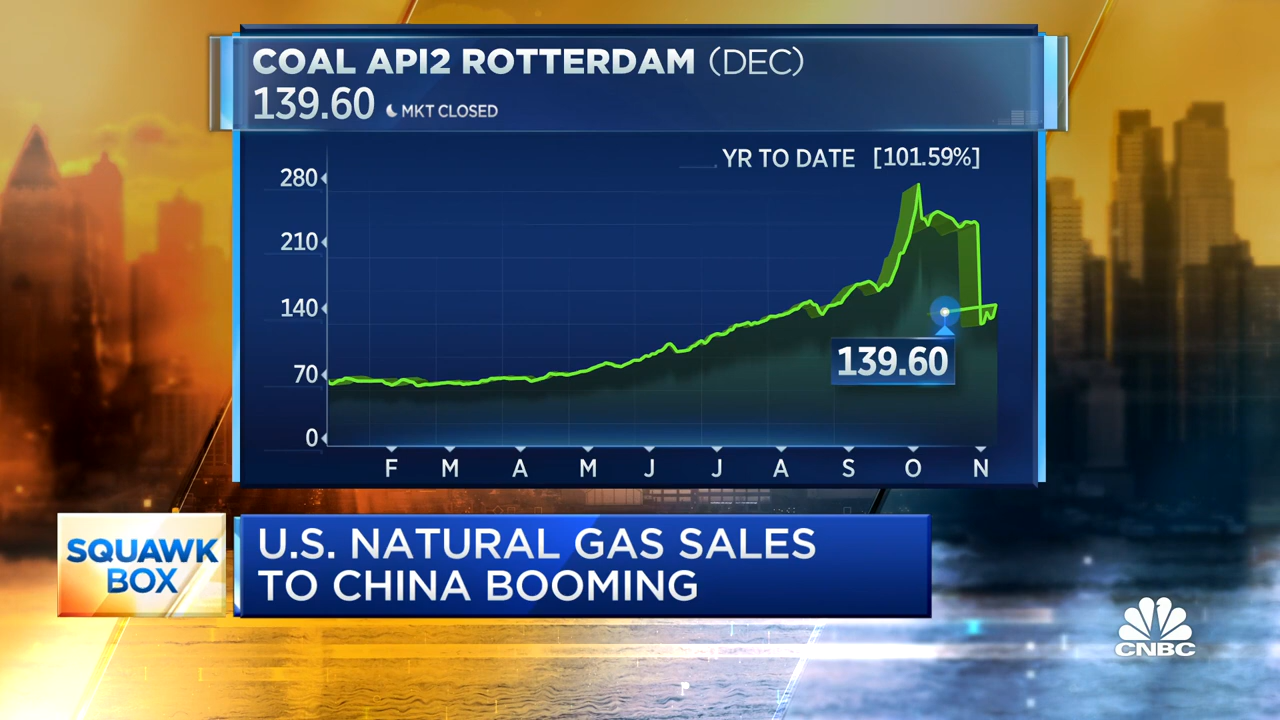 COAL API2 ROTTERDAM (DEC)
139.60 MKT CLOSED
YR TO DATE [101.59%]
280
210
140
70
0
139.60
F M A M J J A S O N
SQUAWK
BOX
U.S. NATURAL GAS SALES
TO CHINA BOOMING
CNBC
P